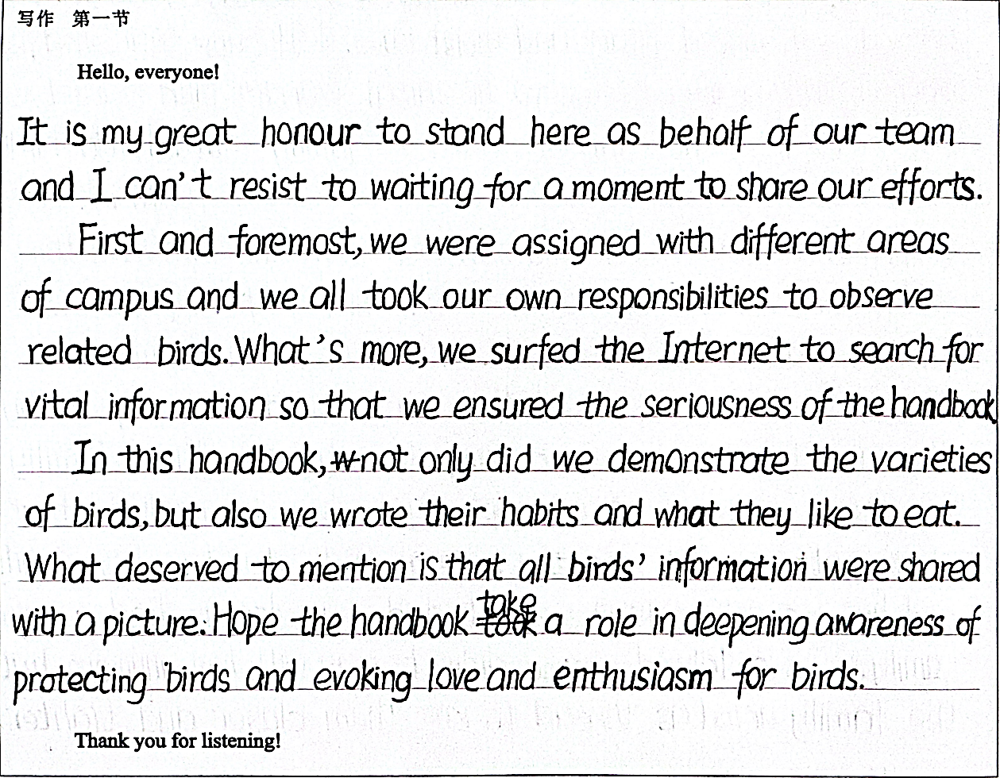 写作 第一节
Hello, everyone!
It is my great honour to stand here as behalf of our team
and I can't resist to waiting for a moment to share our efforts.
First and foremost, we were assigned with different areas
of campus and we all took our own responsibilities to observe
related birds. What's more, we surfed the Internet to search for
vital information so that we ensured the seriousness of the handbook
In this handbook, not only did we demonstrate the varieties
of birds, but also we wrote their habits and what they like to eat.
What deserved to mention is that all birds' information were shared
with a picture. Hope the handbook take a role in deepening awareness of
protecting birds and evoking love and enthusiasm for birds.
Thank you for listening!